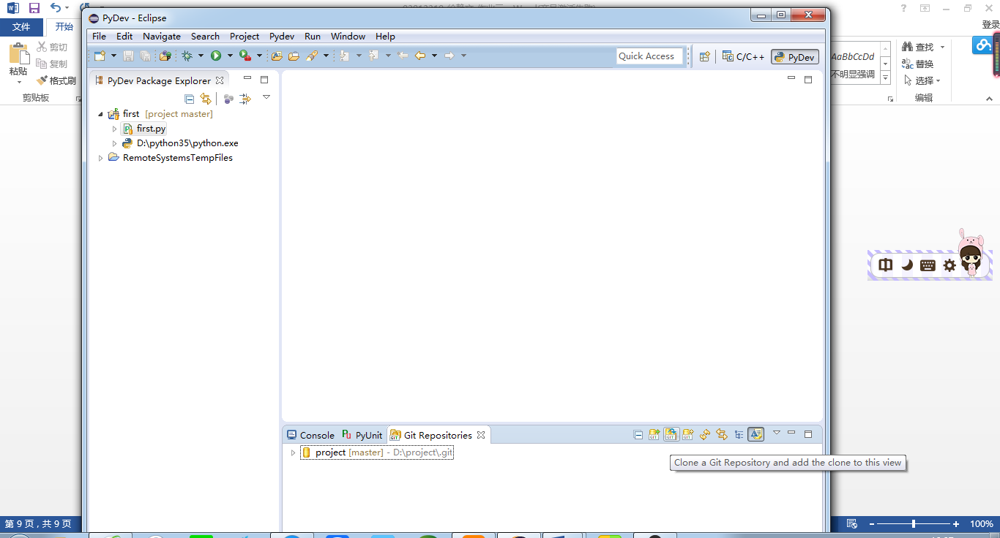 PyDev - Eclipse
文件
开始
登录
File Edit Navigate Search Project Pydev Run Window Help
Quick Access
C/C++
PyDev
粘贴
剪切
复制
格式刷
剪贴板
AaBbCcDd
不明显强调
查找
替换
选择
编辑
PyDev Package Explorer
first [project master]
first.py
D:\python35\python.exe
RemoteSystemsTempFiles
Console PyUnit Git Repositories
project [master] - D:\project\.git
Clone a Git Repository and add the clone to this view
第 9 页，共 9 页
100%